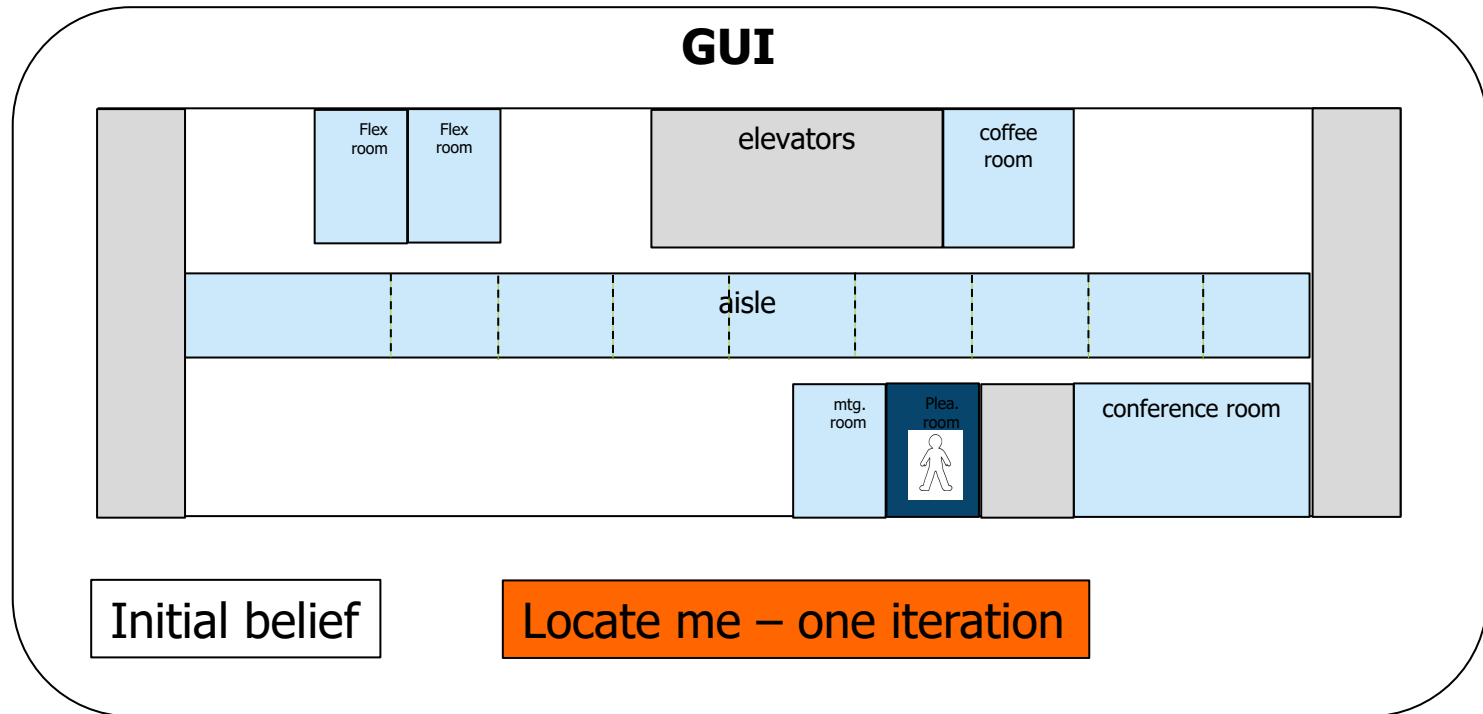 GUI
Flex
room
Flex
room
elevators
coffee
room
aisle
mtg.
room
Plea.
room
conference room
Initial belief
Locate me – one iteration